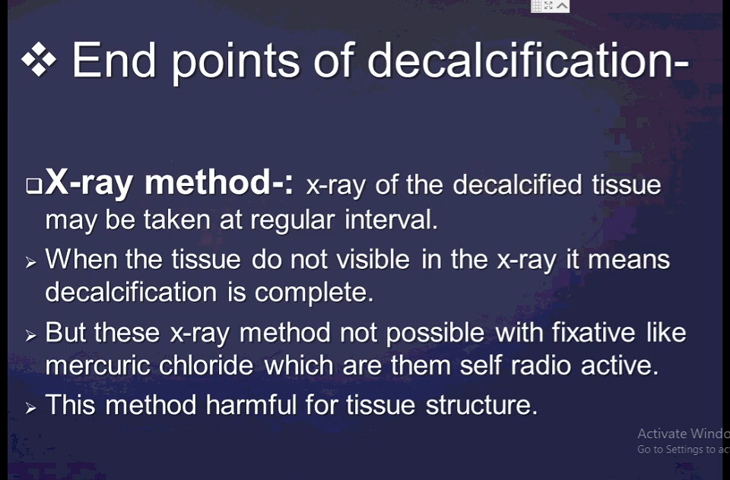 ❖ End points of decalcification-
❑X-ray method-: x-ray of the decalcified tissue
may be taken at regular interval.
➢ When the tissue do not visible in the x-ray it means
decalcification is complete.
➢ But these x-ray method not possible with fixative like
mercuric chloride which are them self radio active.
➢ This method harmful for tissue structure.
Activate Windo
Go to Settings to ac